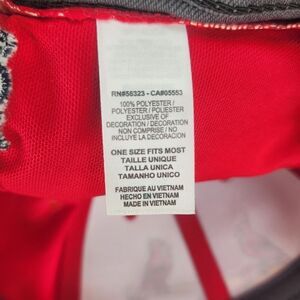 RN#56323 - CA#05553
100% POLYESTER /
POLYESTER / POLIÉSTER
EXCLUSIVE OF
DECORATION / DECORATION
NON COMPRISE / NO
INCLUYE LA DECORACION
ONE SIZE FITS MOST
TAILLE UNIQUE
TALLA UNICA
TAMANHO UNICO
FABRIQUE AU VIETNAM
HECHO EN VIETNAM
MADE IN VIETNAM